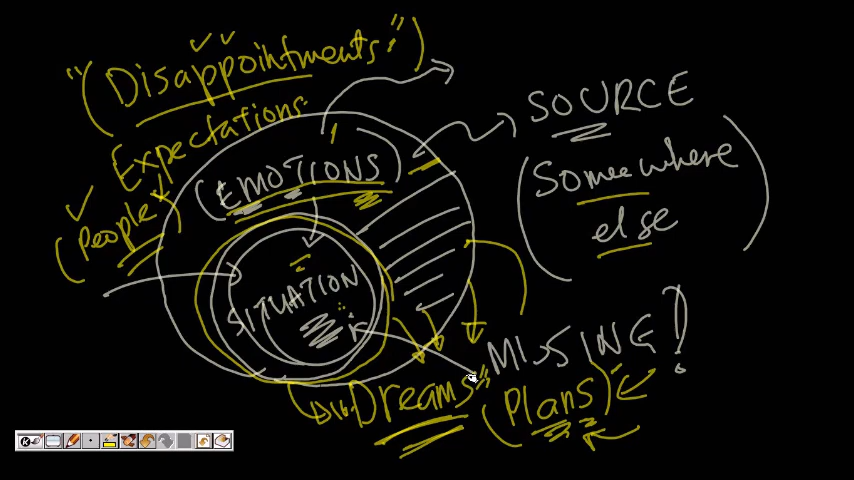 "(Disappointments")
Expectations
(People)
(EMOTIONS)
SITUATION
SOURCE
(Somewhere
else)
MISSING?
Dreams"
(Plans)